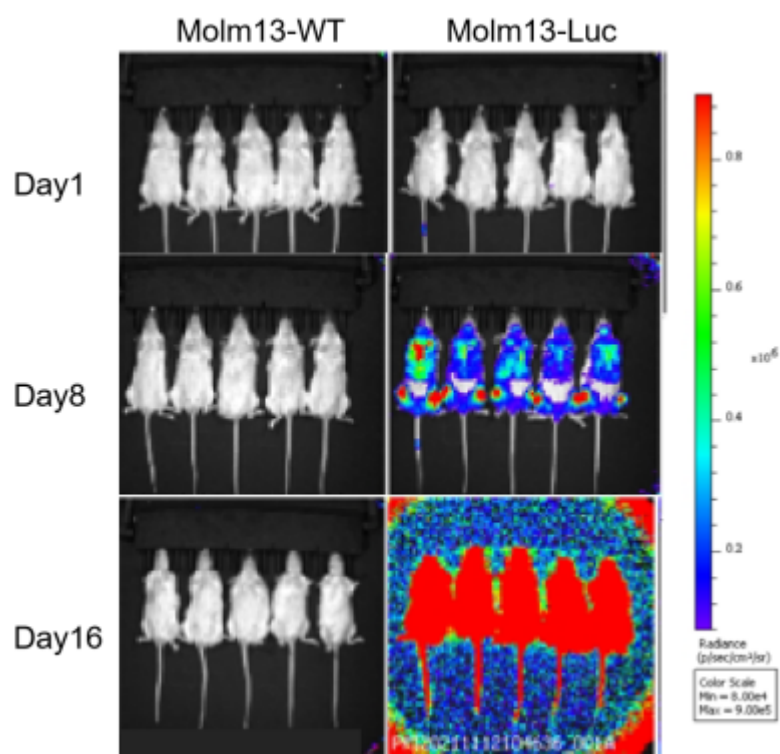 Molm13-WT Molm13-Luc
Day1
Day8
Day16
0.8
0.6
x10⁶
0.4
0.2
Radiance
(p/sec/cm²/sr)
Color Scale
Min = 8.00e4
Max = 9.00e5